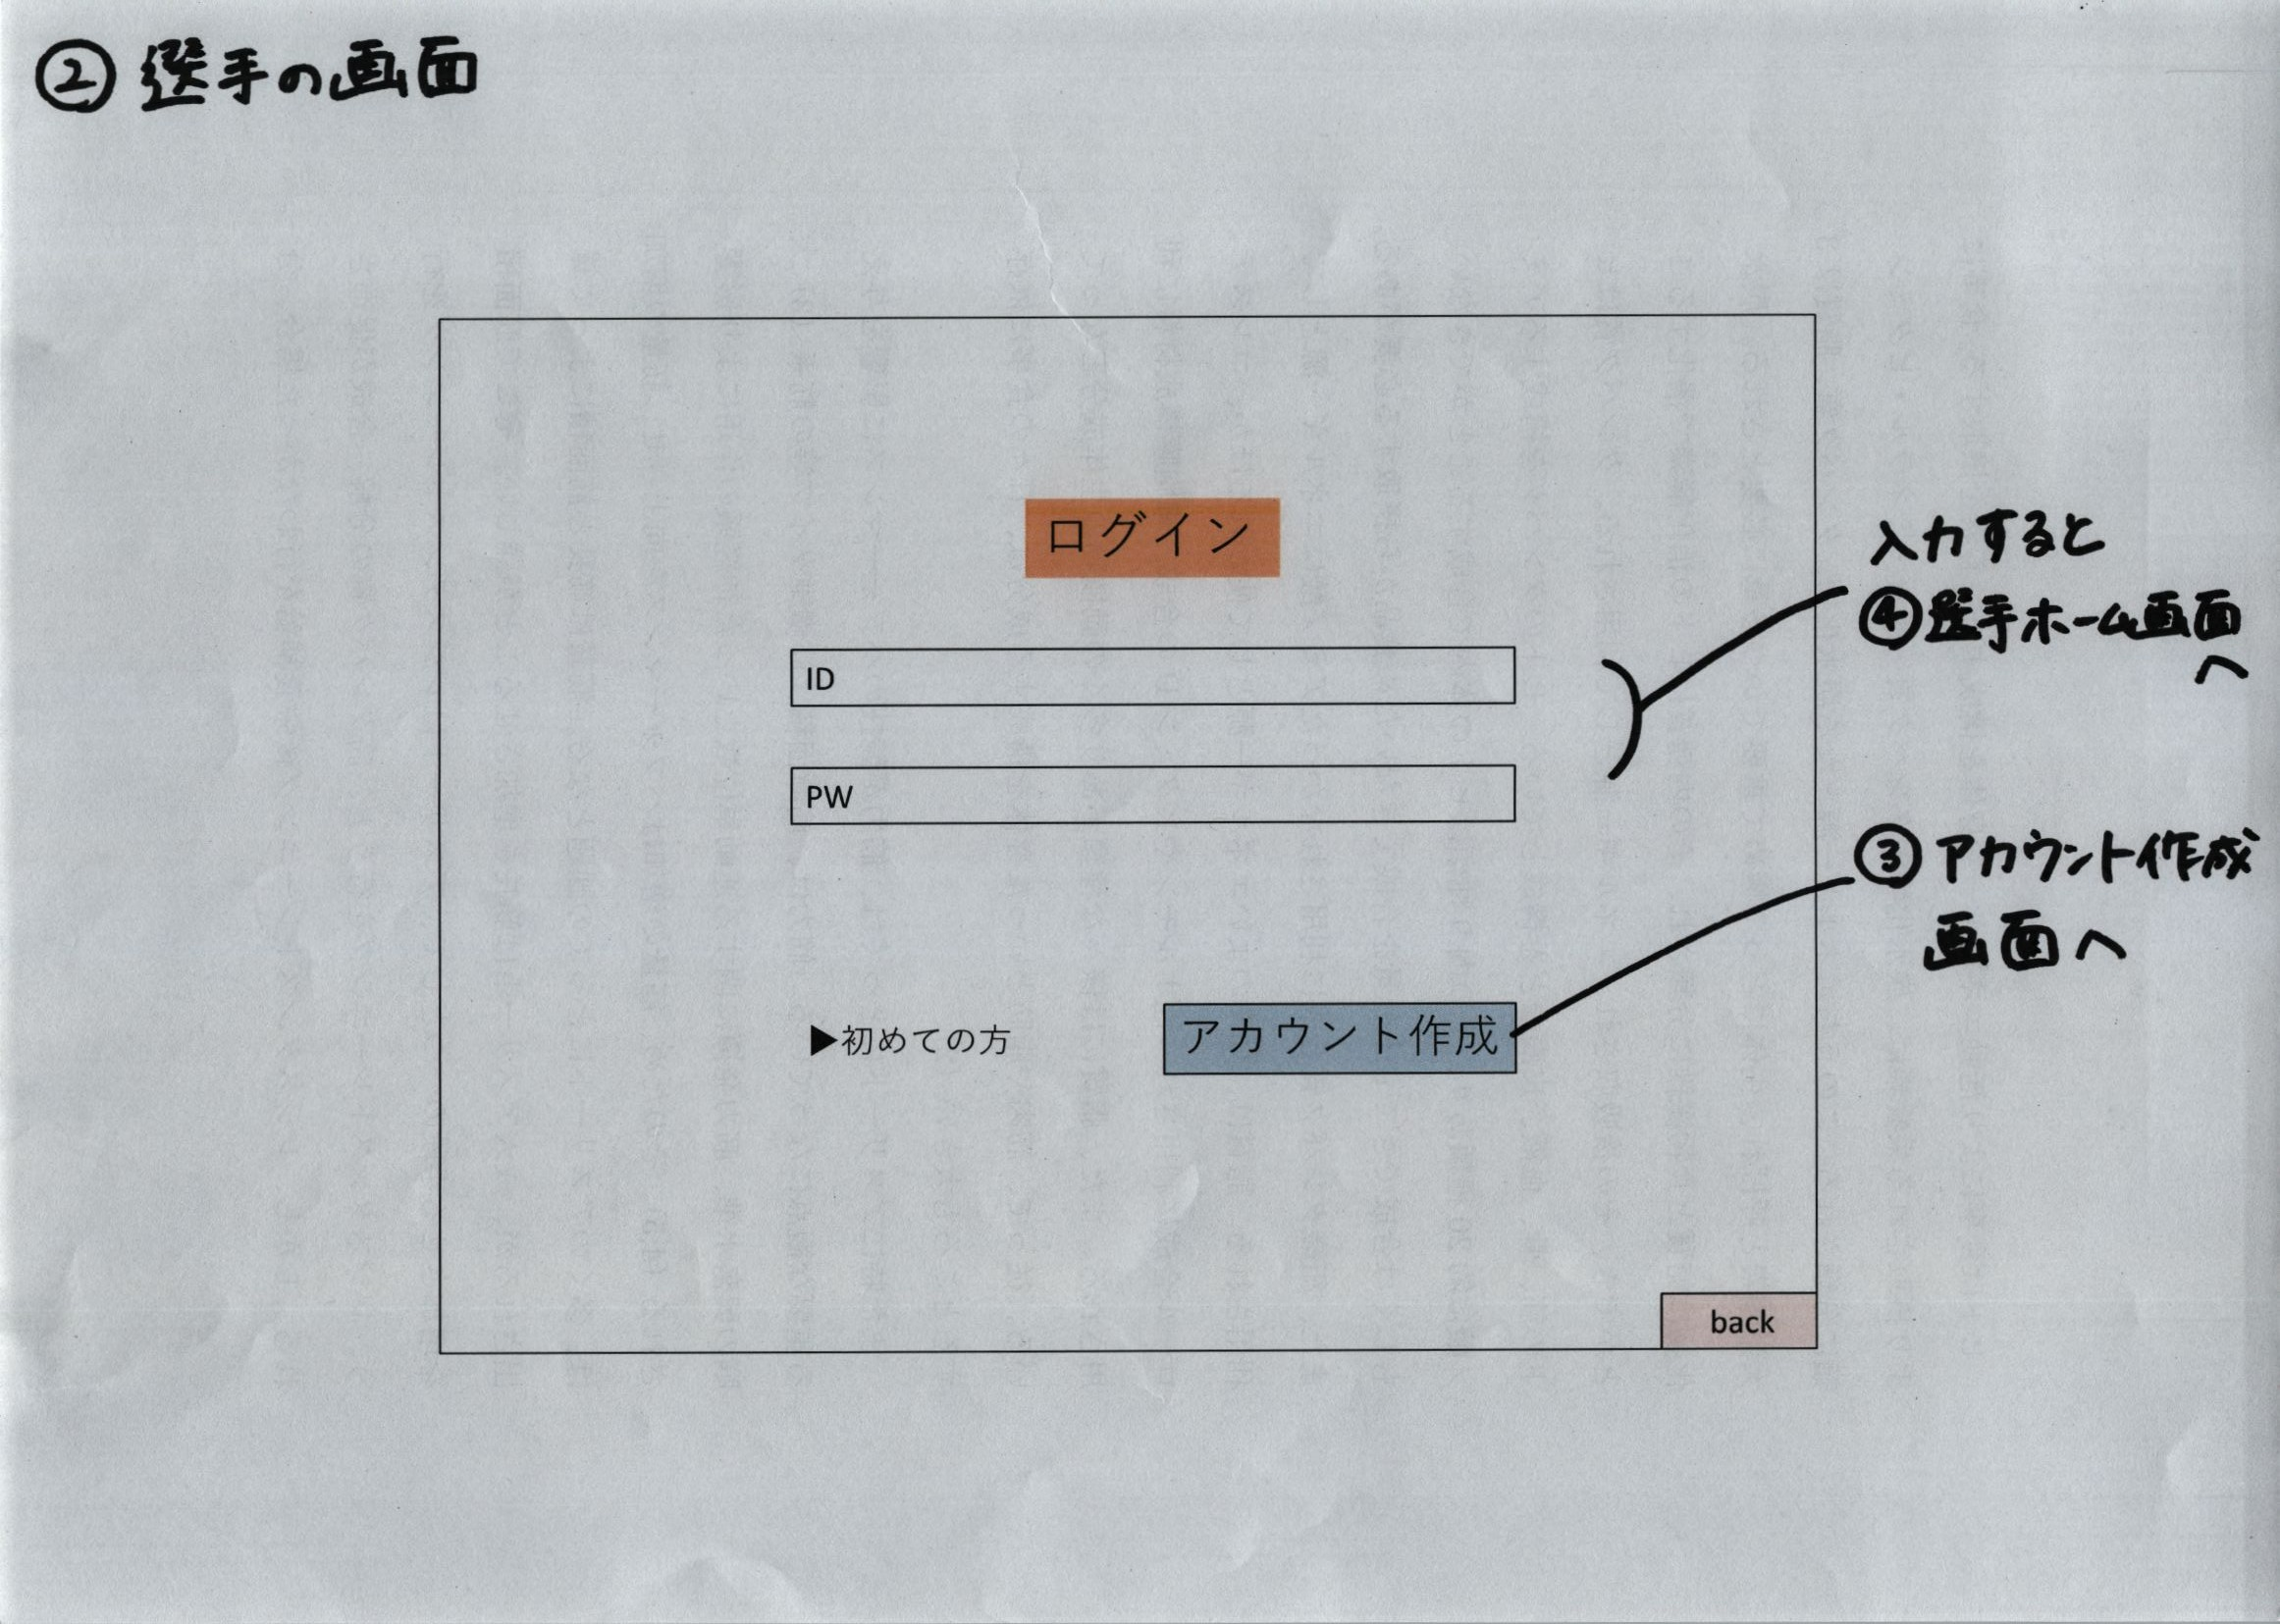 ② 選手の画面
ログイン
入力すると
④選手ホーム画面
へ
ID
PW
③アカウント作成
画面へ
▶初めての方
アカウント作成
back